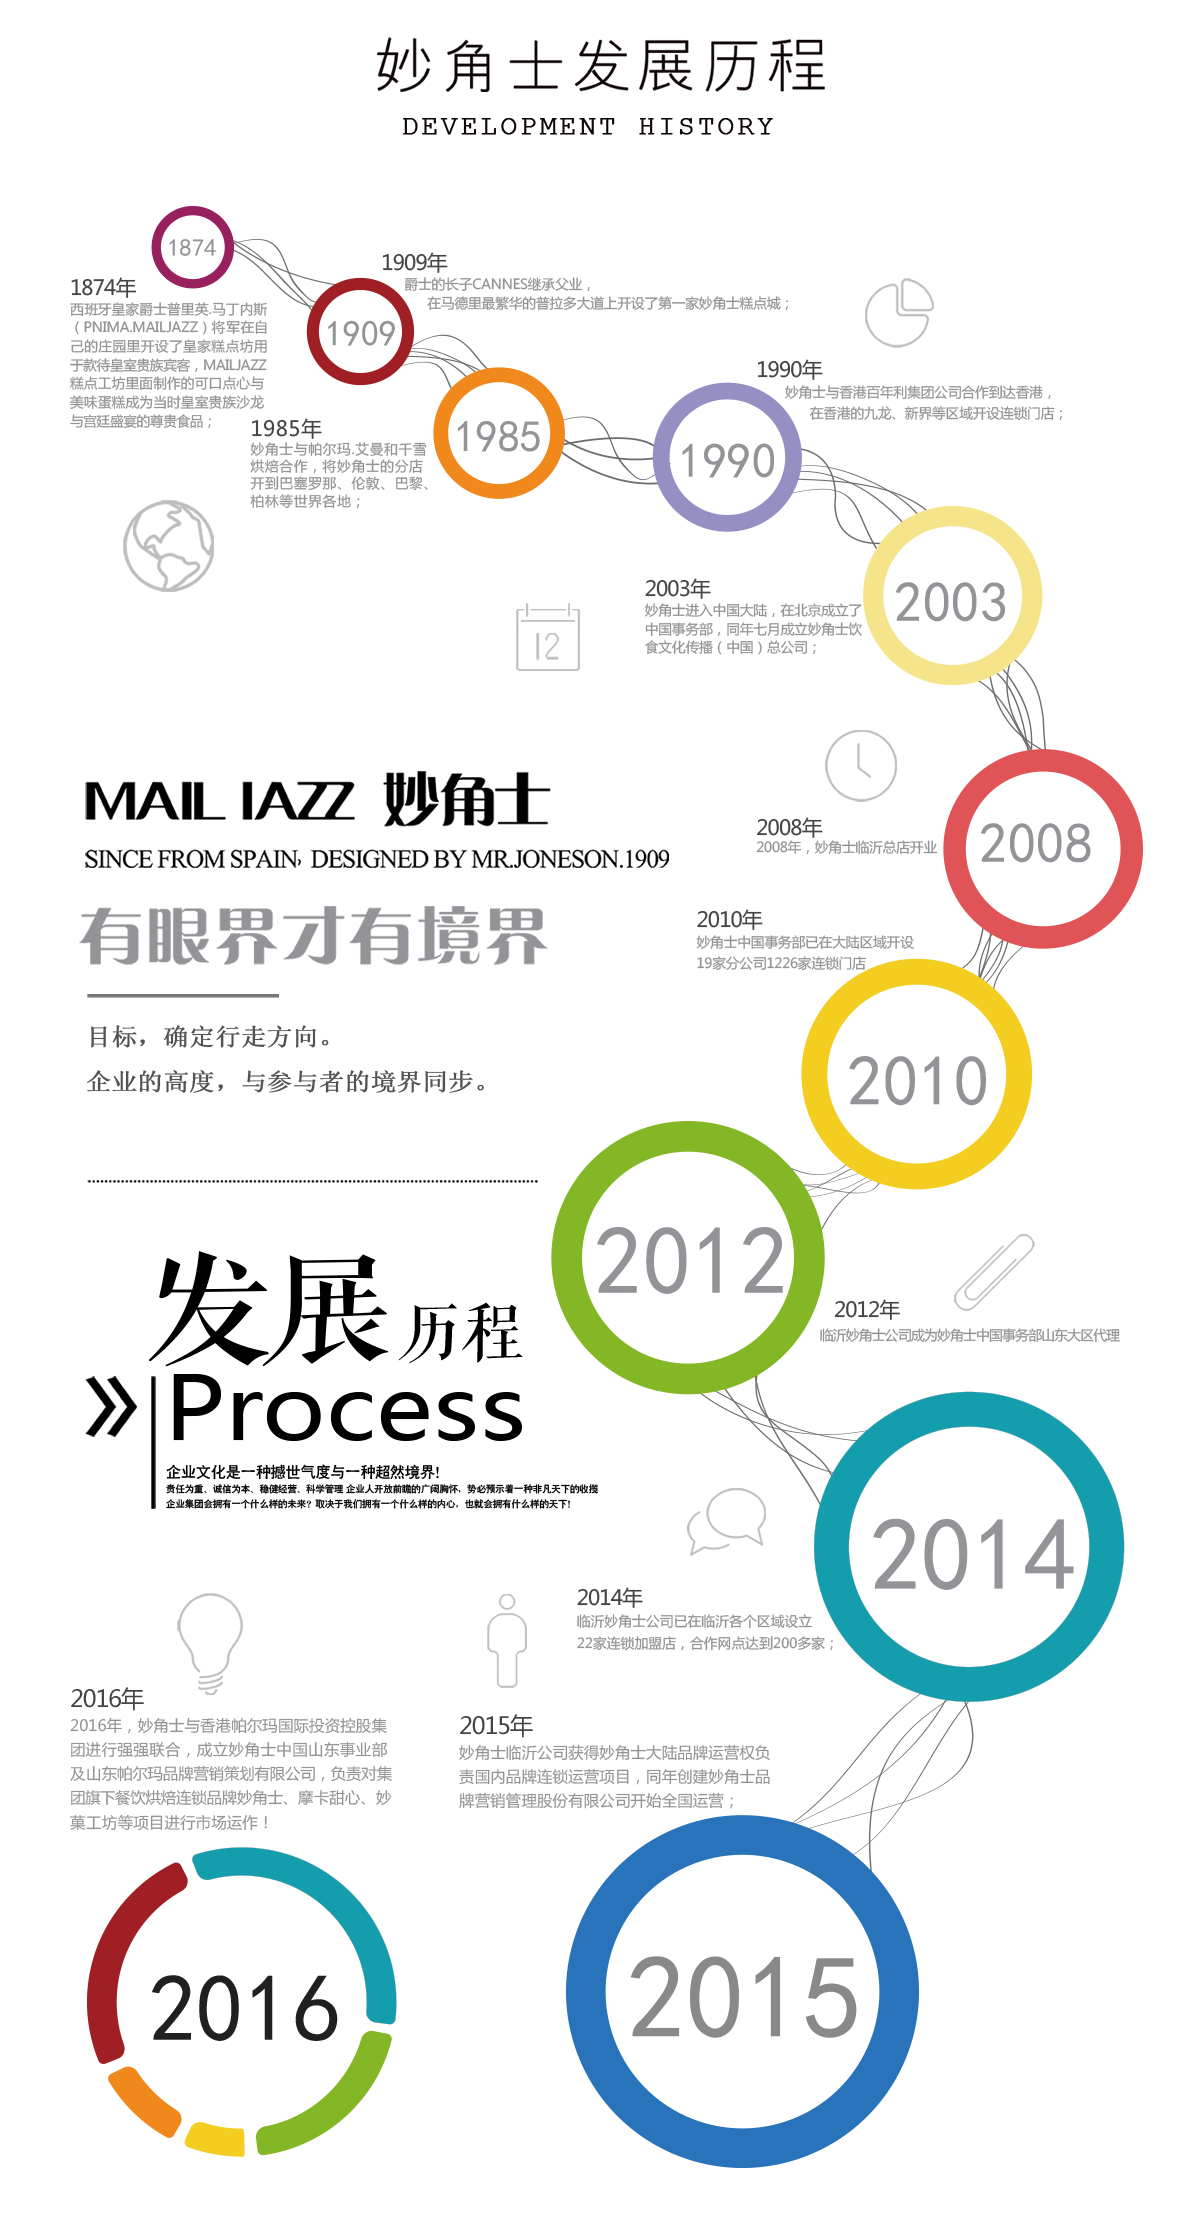 妙角士发展历程
DEVELOPMENT HISTORY
1874
1874年
西班牙皇家爵士普里英.马丁内斯
（PNIMA.MAILJAZZ）将军在自
己的庄园里开设了皇家糕点坊用
于款待皇室贵族宾客，MAILJAZZ
糕点工坊里面制作的可口点心与
美味蛋糕成为当时皇室贵族沙龙
与宫廷盛宴的尊贵食品；
1909
1909年
爵士的长子CANNES继承父业，
在马德里最繁华的普拉多大道上开设了第一家妙角士糕点城；
1985
1985年
妙角士与帕尔玛.艾曼和千雪
烘焙合作，将妙角士的分店
开到巴塞罗那、伦敦、巴黎、
柏林等世界各地；
1990
1990年
妙角士与香港百年利集团公司合作到达香港，
在香港的九龙、新界等区域开设连锁门店；
2003
2003年
妙角士进入中国大陆，在北京成立了
中国事务部，同年七月成立妙角士饮
食文化传播（中国）总公司；
12
MAIL IAZZ 妙角士
SINCE FROM SPAIN, DESIGNED BY MR.JONESON.1909
有眼界才有境界
目标，确定行走方向。
企业的高度，与参与者的境界同步。
2008
2008年
2008年，妙角士临沂总店开业
2010年
妙角士中国事务部已在大陆区域开设
19家分公司1226家连锁门店
2010
2012
2012年
临沂妙角士公司成为妙角士中国事务部山东大区代理
发展历程
Process
企业文化是一种撼世气度与一种超然境界!
责任为重、诚信为本、稳健经营、科学管理 企业人开放前瞻的广阔胸怀，势必预示着一种非凡天下的收揽
企业集团会拥有一个什么样的未来? 取决于我们拥有一个什么样的内心，也就会拥有什么样的天下!
2014
2014年
临沂妙角士公司已在临沂各个区域设立
22家连锁加盟店，合作网点达到200多家；
2015年
妙角士临沂公司获得妙角士大陆品牌运营权负
责国内品牌连锁运营项目，同年创建妙角士品
牌营销管理股份有限公司开始全国运营；
2015
2016年
2016年，妙角士与香港帕尔玛国际投资控股集
团进行强强联合，成立妙角士中国山东事业部
及山东帕尔玛品牌营销策划有限公司，负责对集
团旗下餐饮烘焙连锁品牌妙角士、摩卡甜心、妙
菓工坊等项目进行市场运作！
2016